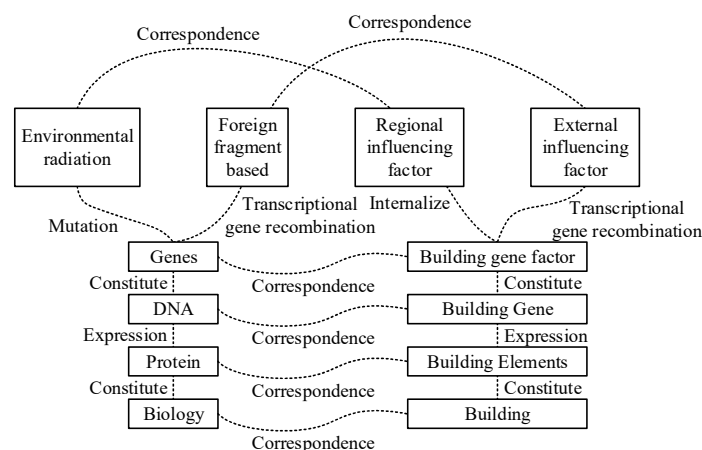 Correspondence
Correspondence
Environmental
radiation
Foreign
fragment
based
Regional
influencing
factor
External
influencing
factor
Mutation
Transcriptional
gene recombination
Internalize
Transcriptional
gene recombination
Genes
Building gene factor
Constitute
Correspondence
Constitute
DNA
Building Gene
Expression
Correspondence
Expression
Protein
Building Elements
Constitute
Correspondence
Constitute
Biology
Building
Correspondence